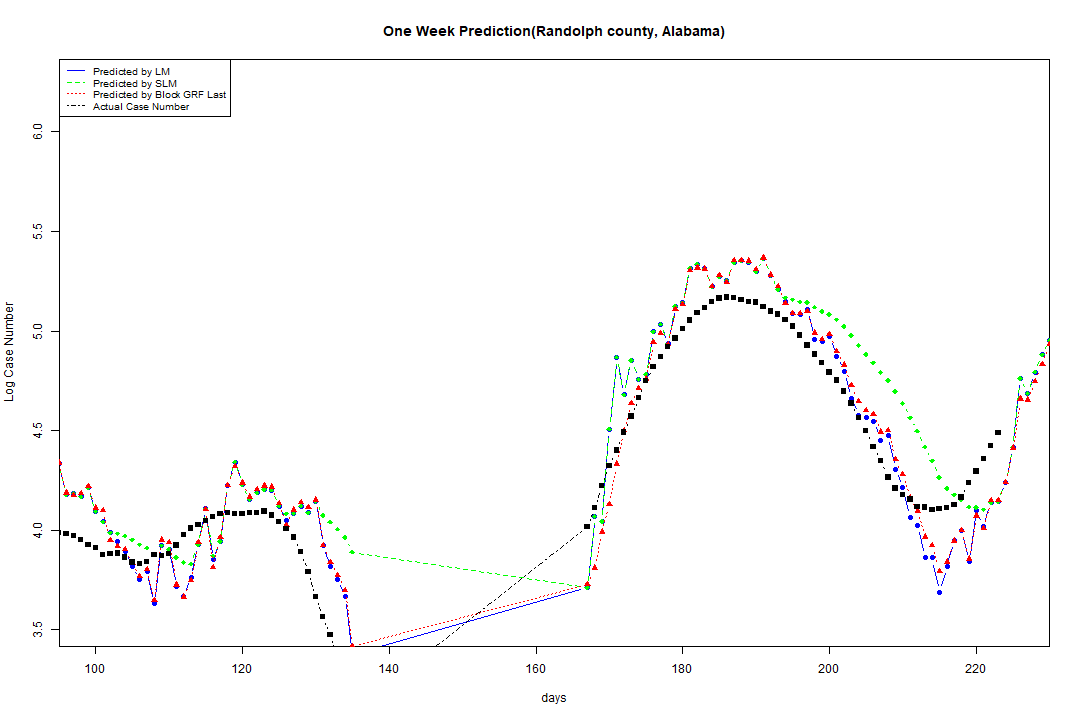 One Week Prediction(Randolph county, Alabama)
Predicted by LM
Predicted by SLM
Predicted by Block GRF Last
Actual Case Number
6.0
5.5
5.0
4.5
4.0
3.5
Log Case Number
100 120 140 160 180 200 220
days